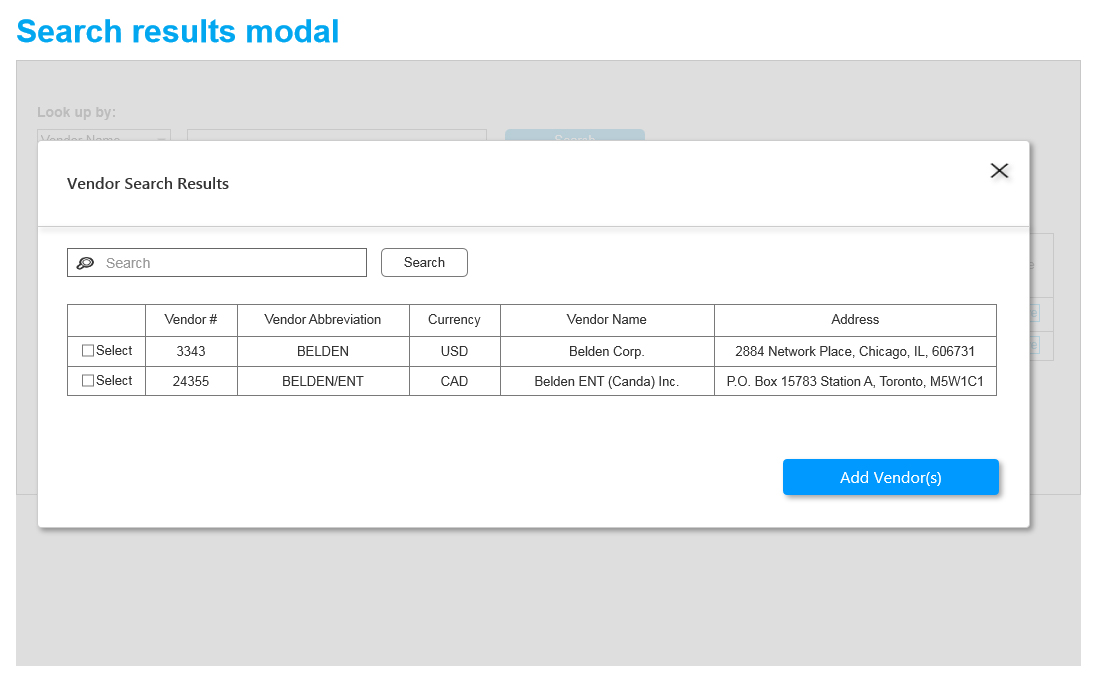 Search results modal
Look up by:
Vendor Name Search
Vendor Search Results
Search Search
Vendor # Vendor Abbreviation Currency Vendor Name Address
Select 3343 BELDEN USD Belden Corp. 2884 Network Place, Chicago, IL, 606731
Select 24355 BELDEN/ENT CAD Belden ENT (Canda) Inc. P.O. Box 15783 Station A, Toronto, M5W1C1
Add Vendor(s)